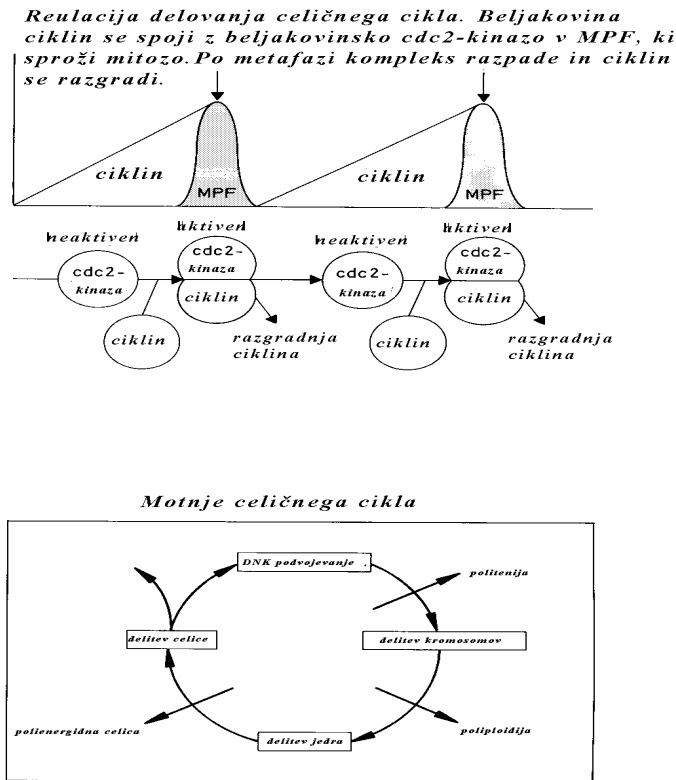 Reulacija delovanja celičnega cikla. Beljakovina
ciklin se spoji z beljakovinsko cdc2-kinazo v MPF, ki
sproži mitozo. Po metafazi kompleks razpade in ciklin
se razgradi.
ciklin
MPF
ciklin
MPF
neaktiven
aktiven
neaktiven
aktiven
cdc2-
kinaza
cdc2-
kinaza
cdc2-
kinaza
cdc2-
kinaza
ciklin
ciklin
ciklin
razgradnja
ciklina
ciklin
razgradnja
ciklina
Motnje celičnega cikla
DNK podvojevanje .
politenija
delitev celice
delitev kromosomov
polienergidna celica
delitev jedra
poliploidija